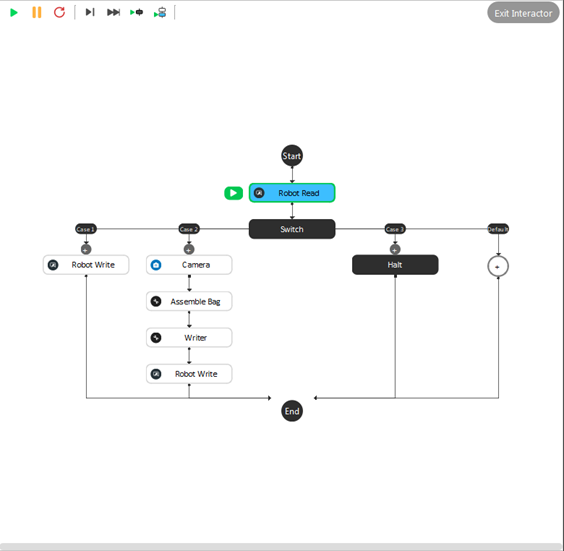 Exit Interactor
Start
Robot Read
Switch
Case 1
Case 2
Case 3
Default
Robot Write
Camera
Halt
Assemble Bag
Writer
Robot Write
End